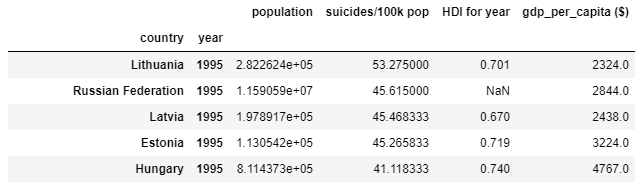 population suicides/100k pop HDI for year gdp_per_capita ($)
country year
Lithuania 1995 2.822624e+05 53.275000 0.701 2324.0
Russian Federation 1995 1.159059e+07 45.615000 NaN 2844.0
Latvia 1995 1.978917e+05 45.468333 0.670 2438.0
Estonia 1995 1.130542e+05 45.265833 0.719 3224.0
Hungary 1995 8.114373e+05 41.118333 0.740 4767.0